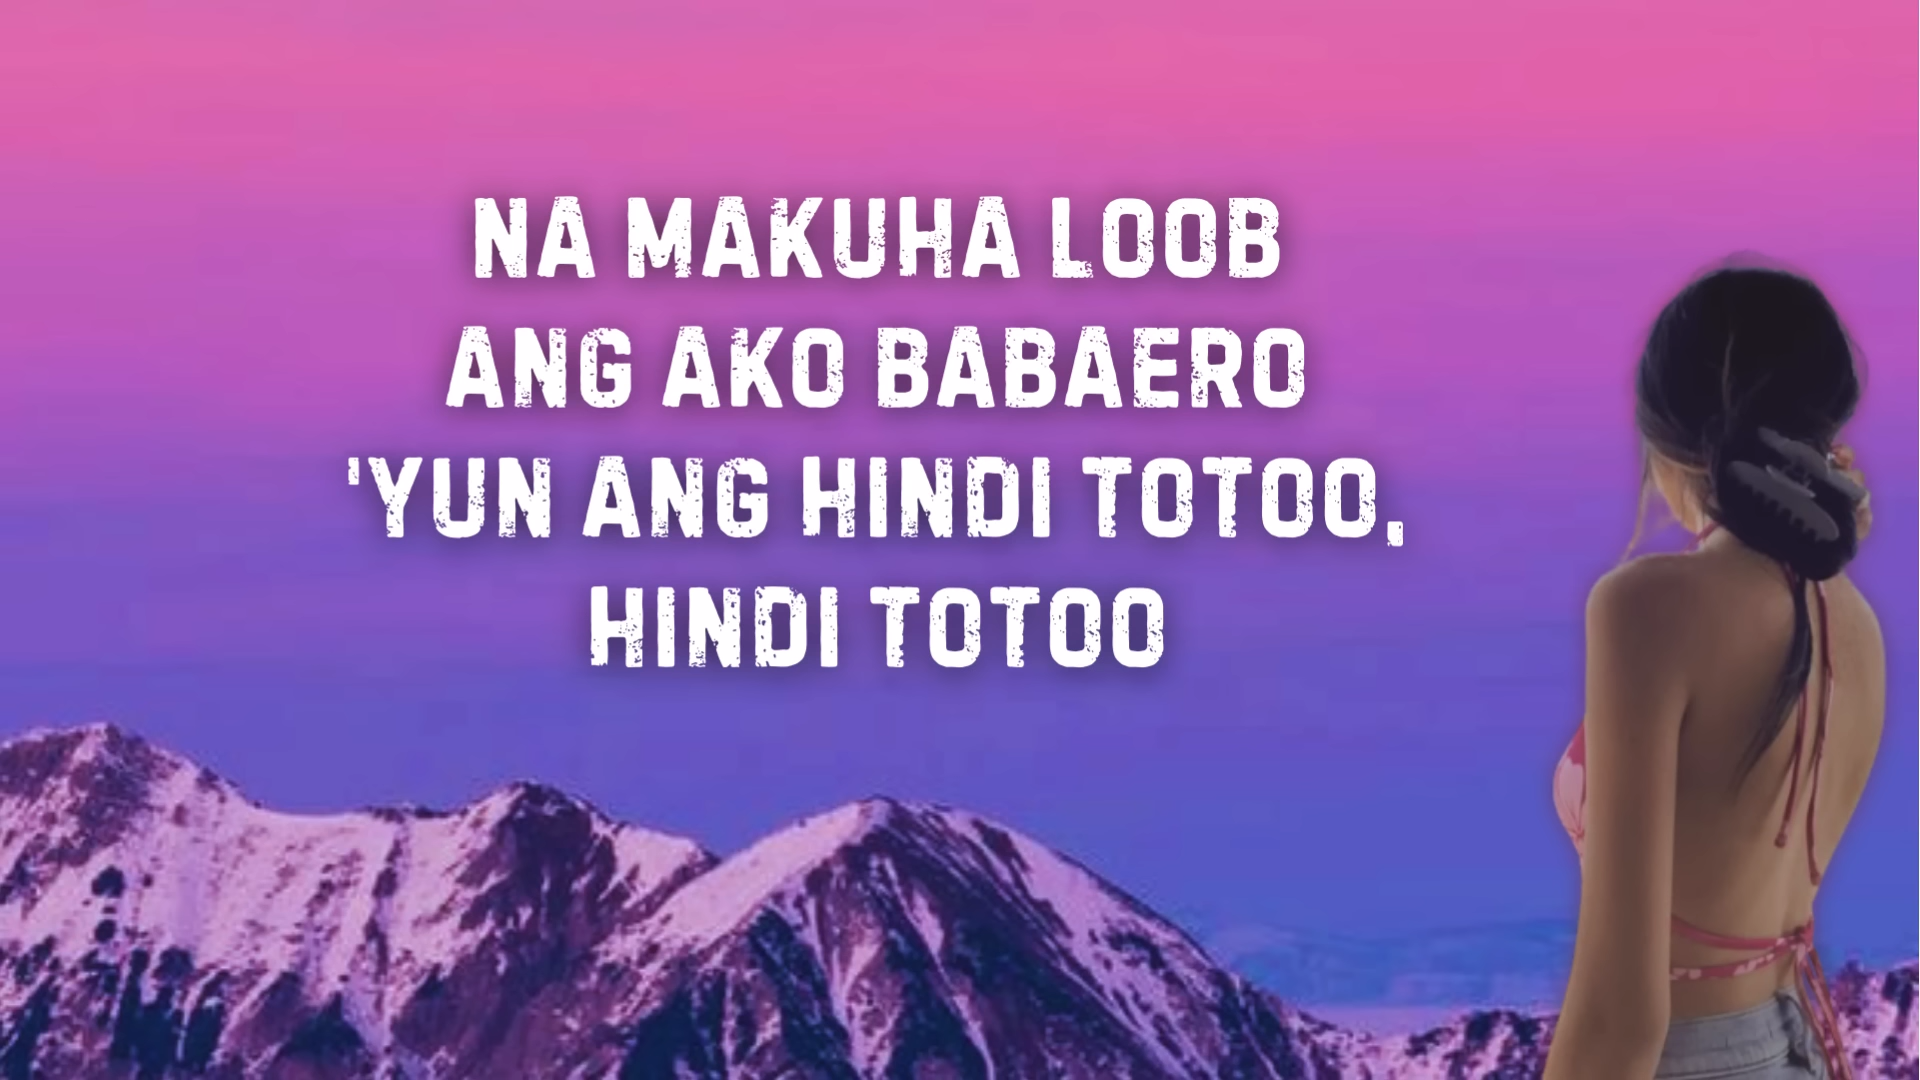 NA MAKUHA LOOB
ANG AKO BABAERO
'YUN ANG HINDI TOTOO,
HINDI TOTOO